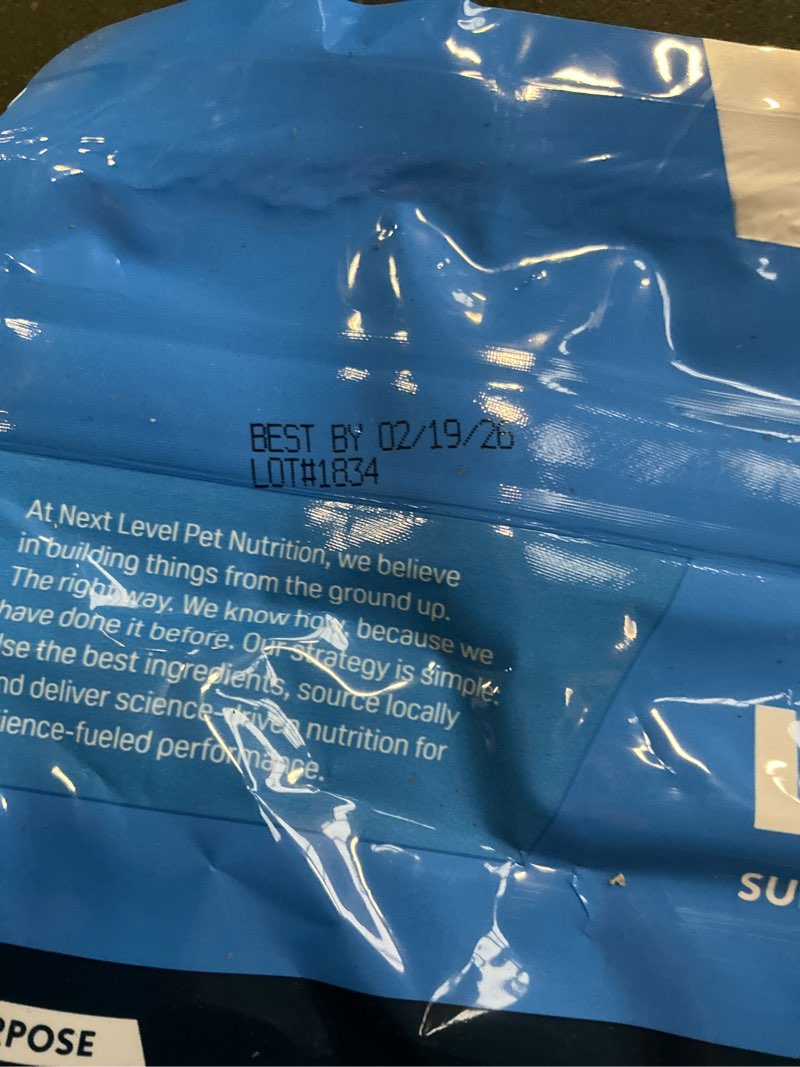 BEST BY 02/19/26
LOT#1834
At Next Level Pet Nutrition, we believe
in building things from the ground up.
The right way. We know how, because we
have done it before. Our strategy is simple:
se the best ingredients, source locally
nd deliver science-driven nutrition for
ience-fueled performance.
SU
RPOSE